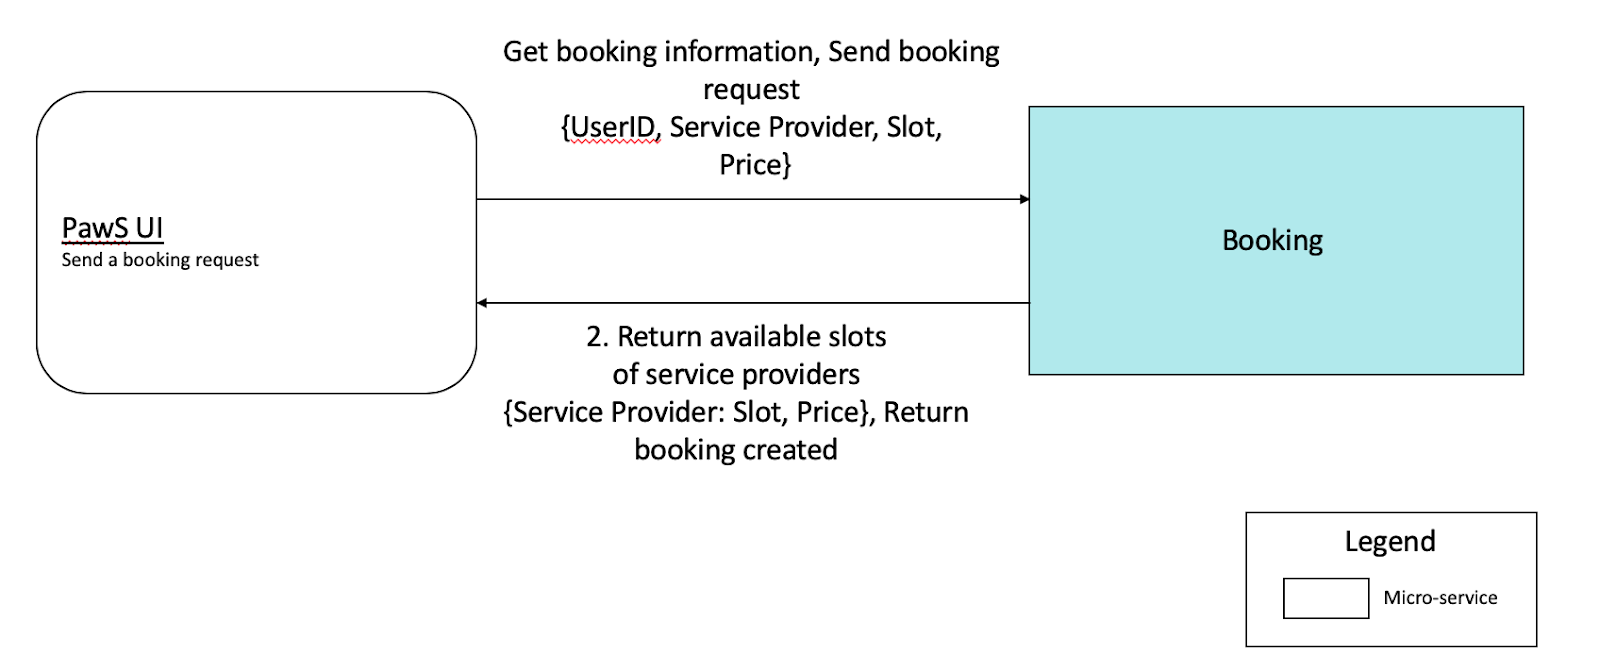 Get booking information, Send booking
request
{UserID, Service Provider, Slot,
Price}
PawS UI
Send a booking request
Booking
2. Return available slots
of service providers
{Service Provider: Slot, Price}, Return
booking created
Legend
Micro-service